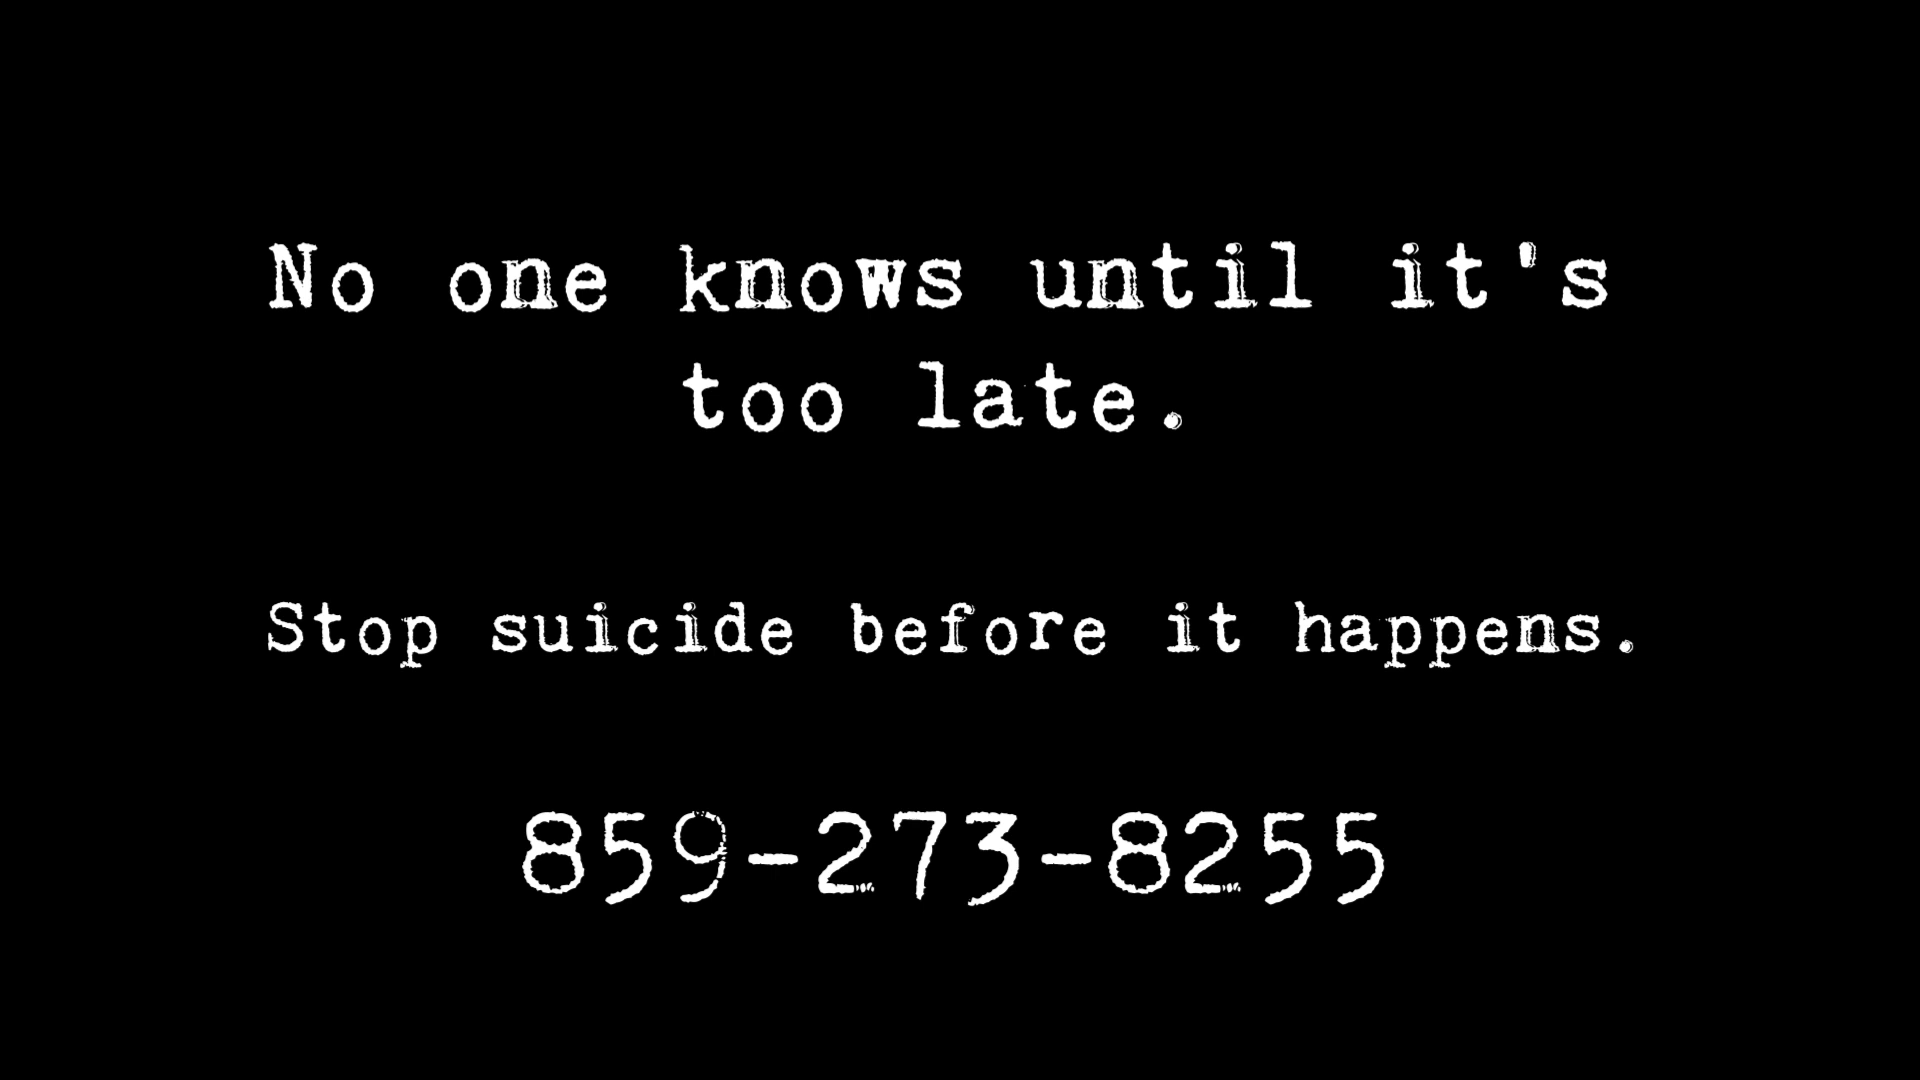 No one knows until it's
too late.
Stop suicide before it happens.
859-273-8255